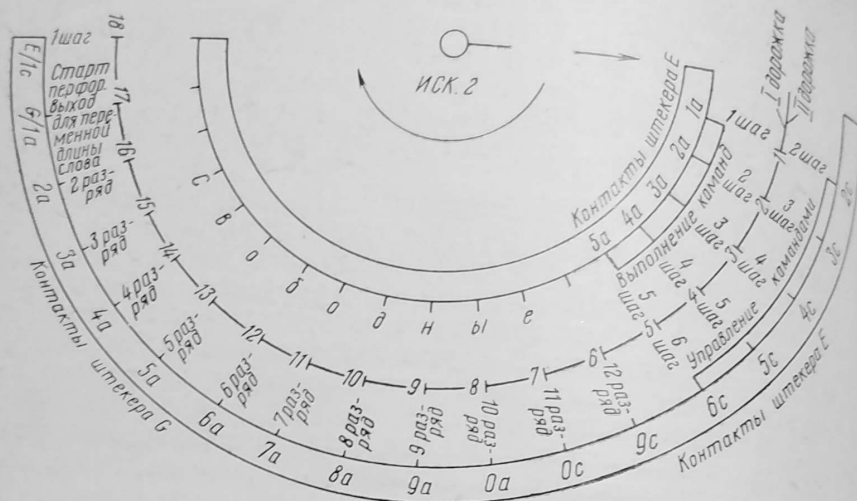 ИСК. 2
I дорожка
II дорожка
Контакты штекера E
1a
2a
3a
4a
5a
Выполнение команд
1 шаг
2 шаг
3 шаг
4 шаг
5 шаг
2 шаг
3 шаг
4 шаг
5 шаг
6 шаг
Управление командами
2c
3c
4c
5c
6c
9c
0c
0a
9a
8a
7a
6a
5a
4a
3a
2a
G/1a
E/1c
Контакты штекера E
Контакты штекера G
Свободные
18
17
16
15
14
13
12
11
10
9
8
7
6
5
4
2
2
1
1 шаг
Старт
перфор.
выход
для пере-
менной
длины
слова
2 раз-
ряд
3 раз-
ряд
4 раз-
ряд
5 раз-
ряд
6 раз-
ряд
7 раз-
ряд
8 раз-
ряд
9 раз-
ряд
10 раз-
ряд
11 раз-
ряд
12 раз-
ряд